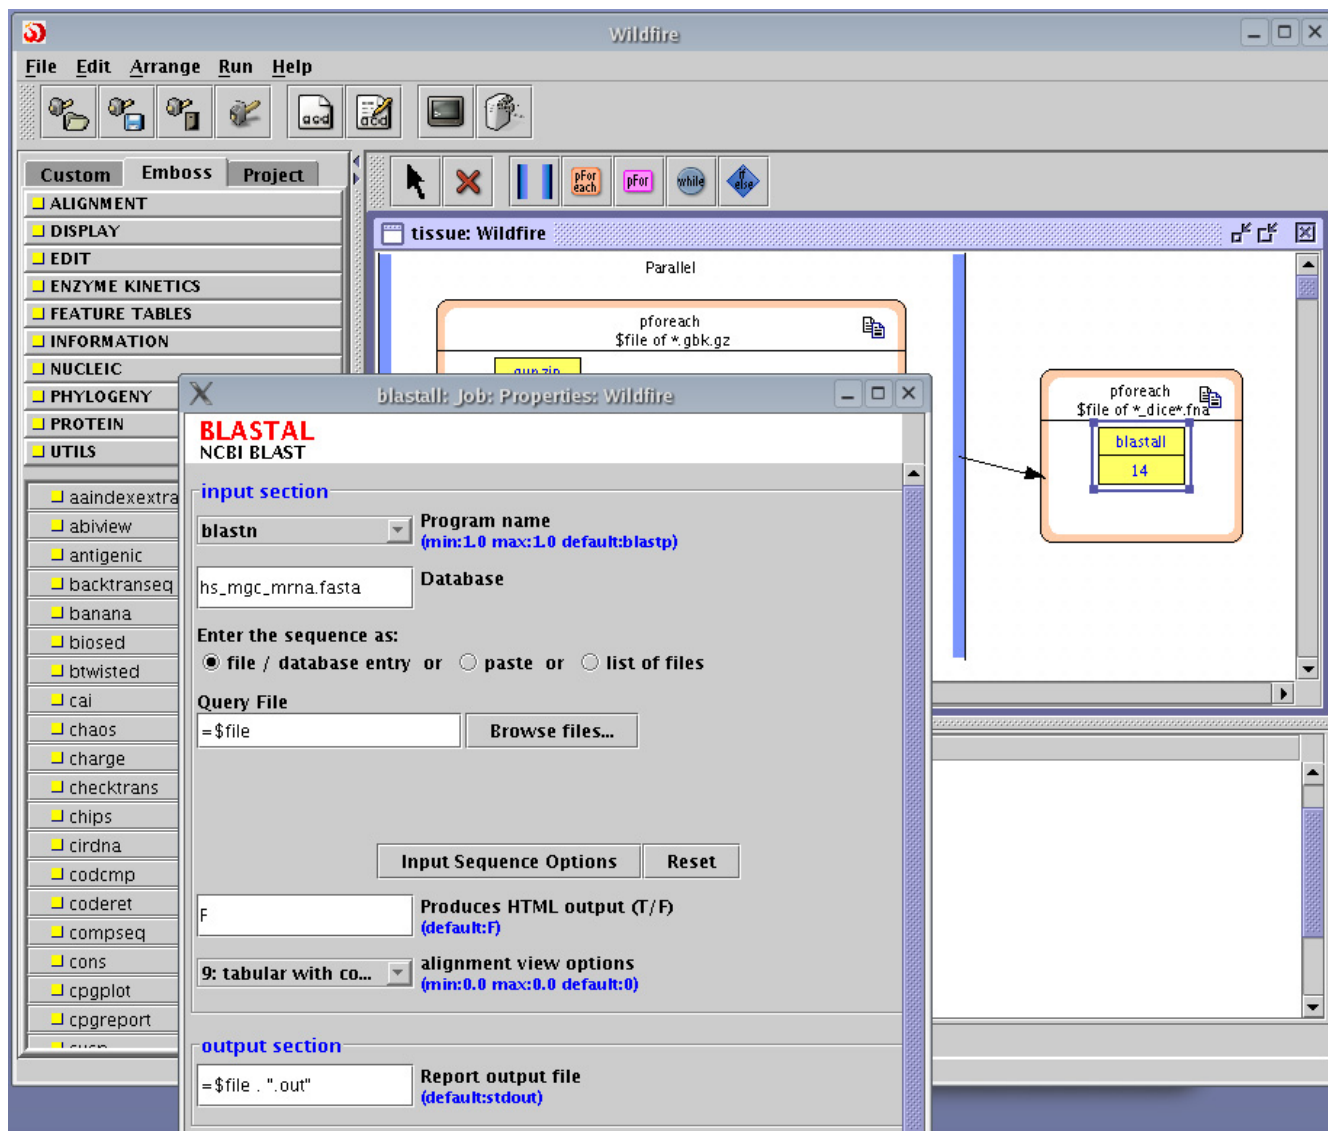 Wildfire
File Edit Arrange Run Help
acd acd
Custom Emboss Project
pFor each pFor while if else
ALIGNMENT
DISPLAY
EDIT
ENZYME KINETICS
FEATURE TABLES
INFORMATION
NUCLEIC
PHYLOGENY
PROTEIN
UTILS
aaindexextra
abiview
antigenic
backtranseq
banana
biosed
btwisted
cai
chaos
charge
checktrans
chips
cirdna
codcmp
coderet
compseq
cons
cpgplot
cpgreport
tissue: Wildfire
Parallel
pforeach
$file of *.gbk.gz
gunzip
pforeach
$file of *_dice*.fna
blastall
14
blastall: Job: Properties: Wildfire
BLASTAL
NCBI BLAST
input section
blastn Program name
(min:1.0 max:1.0 default:blastp)
hs_mgc_mrna.fasta Database
Enter the sequence as:
file / database entry or paste or list of files
Query File
=$file Browse files...
Input Sequence Options Reset
F Produces HTML output (T/F)
(default:F)
9: tabular with co... alignment view options
(min:0.0 max:0.0 default:0)
output section
=$file . ".out" Report output file
(default:stdout)